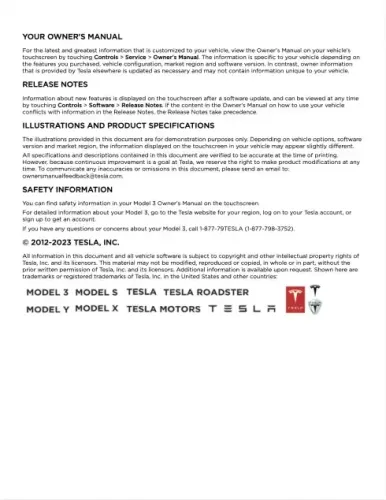 YOUR OWNER'S MANUAL
For the latest and greatest information that is customized to your vehicle, view the Owner's Manual on your vehicle's
touchscreen by touching Controls > Service > Owner's Manual. The information is specific to your vehicle depending on
the features you purchased, vehicle configuration, market region and software version. In contrast, owner information
that is provided by Tesla elsewhere is updated as necessary and may not contain information unique to your vehicle.
RELEASE NOTES
Information about new features is displayed on the touchscreen after a software update, and can be viewed at any time
by touching Controls > Software > Release Notes. If the content in the Owner's Manual on how to use your vehicle
conflicts with information in the Release Notes, the Release Notes take precedence.
ILLUSTRATIONS AND PRODUCT SPECIFICATIONS
The illustrations provided in this document are for demonstration purposes only. Depending on vehicle options, software
version and market region, the information displayed on the touchscreen in your vehicle may appear slightly different.
All specifications and descriptions contained in this document are verified to be accurate at the time of printing.
However, because continuous improvement is a goal at Tesla, we reserve the right to make product modifications at any
time. To communicate any inaccuracies or omissions in this document, please send an email to:
ownersmanualfeedback@tesla.com.
SAFETY INFORMATION
You can find safety information in your Model 3 Owner's Manual on the touchscreen.
For detailed information about your Model 3, go to the Tesla website for your region, log on to your Tesla account, or
sign up to get an account.
If you have any questions or concerns about your Model 3, call 1-877-79TESLA (1-877-798-3752).
© 2012-2023 TESLA, INC.
All information in this document and all vehicle software is subject to copyright and other intellectual property rights of
Tesla, Inc. and its licensors. This material may not be modified, reproduced or copied, in whole or in part, without the
prior written permission of Tesla, Inc. and its licensors. Additional information is available upon request. Shown here are
trademarks or registered trademarks of Tesla, Inc. in the United States and other countries:
MODEL 3 MODEL S TESLA TESLA ROADSTER
MODEL Y MODEL X TESLA MOTORS TESLA